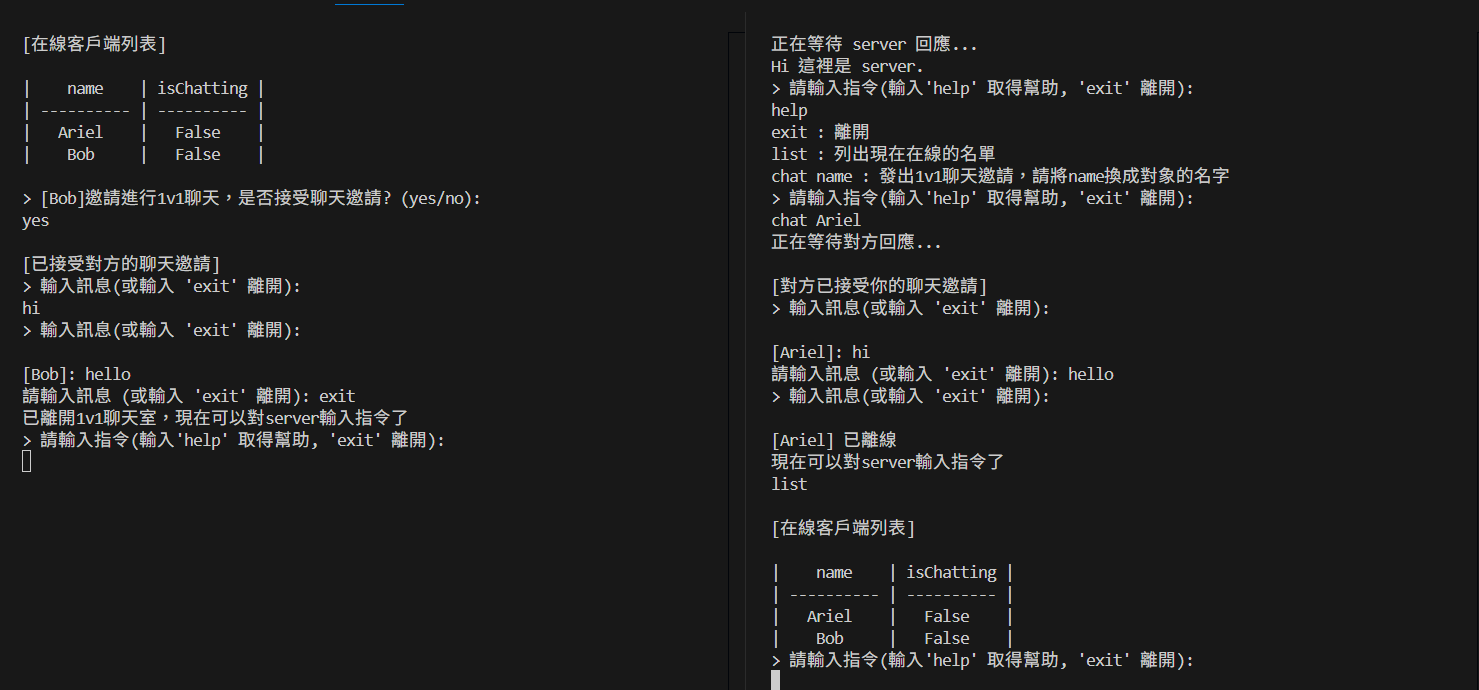 [在線客戶端列表]
|    name    | isChatting |
| ---------- | ---------- |
|   Ariel    |   False    |
|    Bob     |   False    |
> [Bob]邀請進行1v1聊天，是否接受聊天邀請? (yes/no):
yes
[已接受對方的聊天邀請]
> 輸入訊息(或輸入 'exit' 離開):
hi
> 輸入訊息(或輸入 'exit' 離開):
[Bob]: hello
請輸入訊息 (或輸入 'exit' 離開): exit
已離開1v1聊天室，現在可以對server輸入指令了
> 請輸入指令(輸入'help' 取得幫助, 'exit' 離開):
正在等待 server 回應...
Hi 這裡是 server.
> 請輸入指令(輸入'help' 取得幫助, 'exit' 離開):
help
exit : 離開
list : 列出現在在線的名單
chat name : 發出1v1聊天邀請，請將name換成對象的名字
> 請輸入指令(輸入'help' 取得幫助, 'exit' 離開):
chat Ariel
正在等待對方回應...
[對方已接受你的聊天邀請]
> 輸入訊息(或輸入 'exit' 離開):
[Ariel]: hi
請輸入訊息 (或輸入 'exit' 離開): hello
> 輸入訊息(或輸入 'exit' 離開):
[Ariel] 已離線
現在可以對server輸入指令了
list
[在線客戶端列表]
|    name    | isChatting |
| ---------- | ---------- |
|   Ariel    |   False    |
|    Bob     |   False    |
> 請輸入指令(輸入'help' 取得幫助, 'exit' 離開):